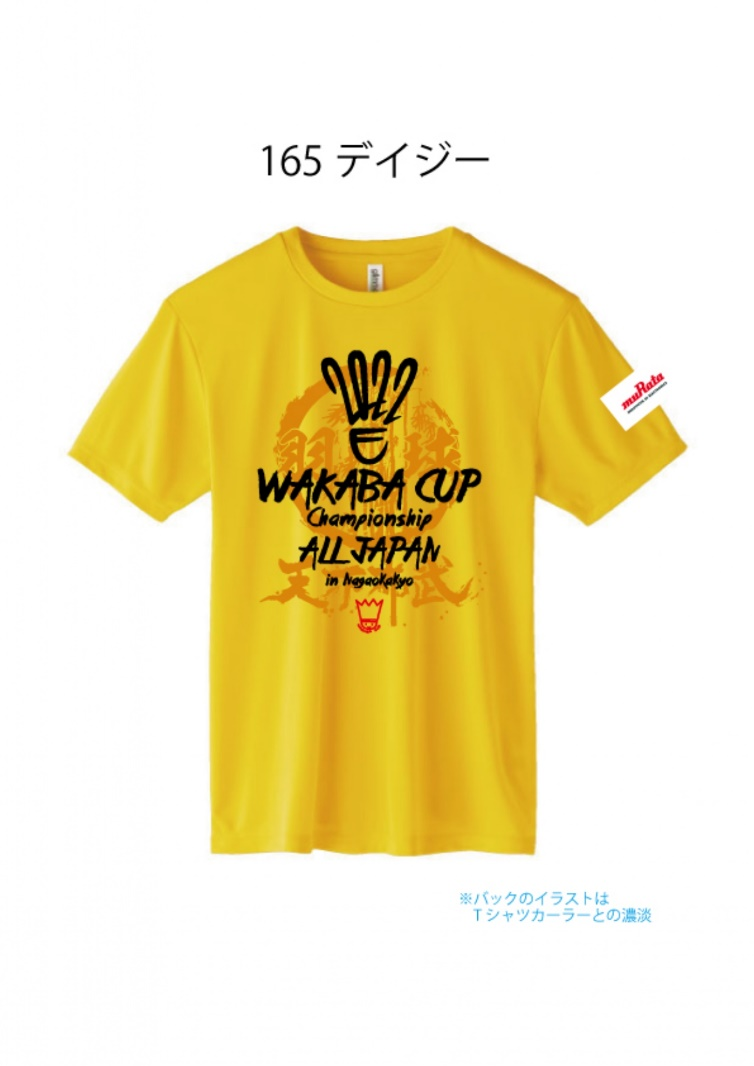 165 デイジー
2022
WAKABA CUP
Championship
ALL JAPAN
in Nagaokakyo
muRata
※バックのイラストは
Tシャツカーラーとの濃淡